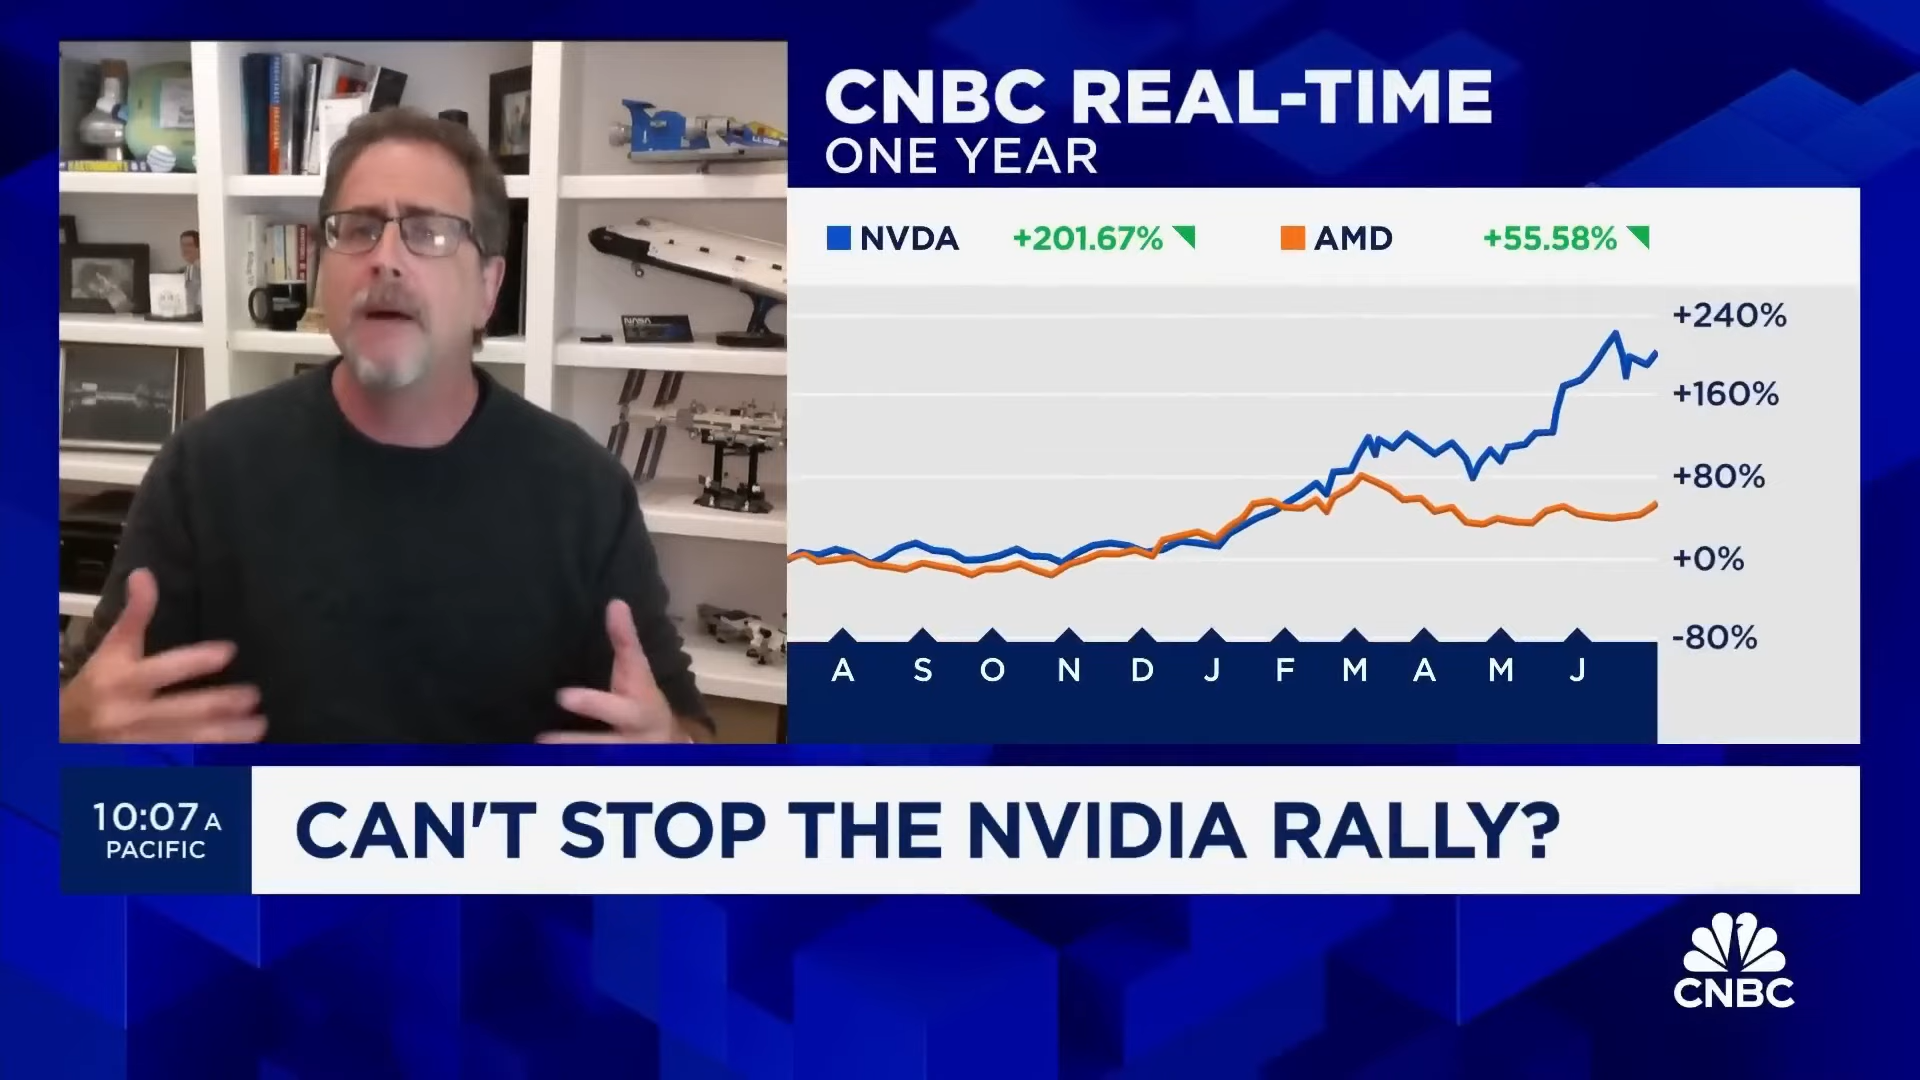 CNBC REAL-TIME
ONE YEAR
NVDA +201.67% AMD +55.58%
+240%
+160%
+80%
+0%
-80%
A S O N D J F M A M J
NASA
10:07 A
PACIFIC
CAN'T STOP THE NVIDIA RALLY?
CNBC